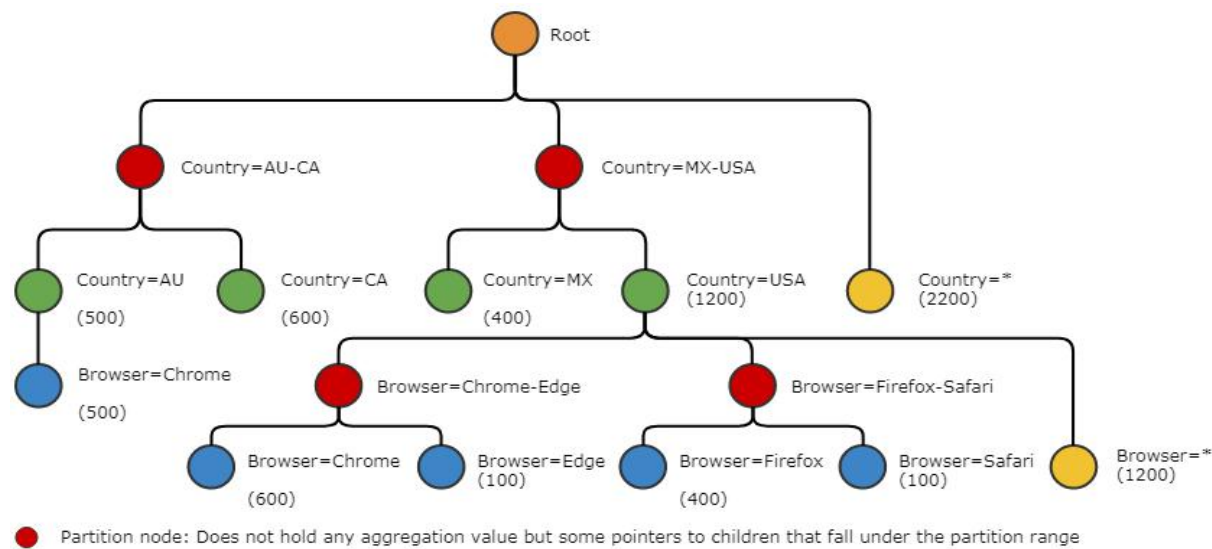 Root
Country=AU-CA
Country=MX-USA
Country=AU
(500)
Country=CA
(600)
Country=MX
(400)
Country=USA
(1200)
Country=*
(2200)
Browser=Chrome
(500)
Browser=Chrome-Edge
Browser=Firefox-Safari
Browser=Chrome
(600)
Browser=Edge
(100)
Browser=Firefox
(400)
Browser=Safari
(100)
Browser=*
(1200)
Partition node: Does not hold any aggregation value but some pointers to children that fall under the partition range